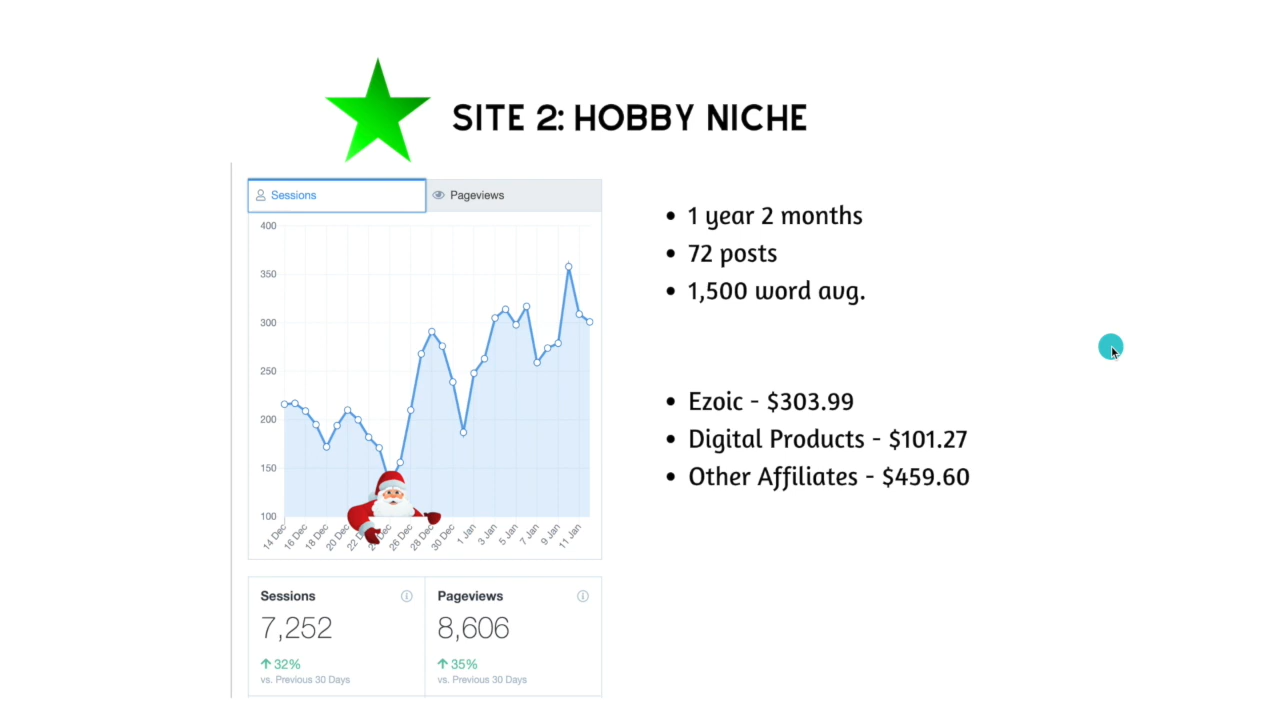 SITE 2: HOBBY NICHE
Sessions
Pageviews
400
350
300
250
200
150
100
14 Dec
16 Dec
18 Dec
20 Dec
26 Dec
28 Dec
30 Dec
1 Jan
3 Jan
5 Jan
7 Jan
9 Jan
11 Jan
Sessions
Pageviews
7,252
8,606
32%
35%
vs. Previous 30 Days
vs. Previous 30 Days
• 1 year 2 months
• 72 posts
• 1,500 word avg.
• Ezoic - $303.99
• Digital Products - $101.27
• Other Affiliates - $459.60